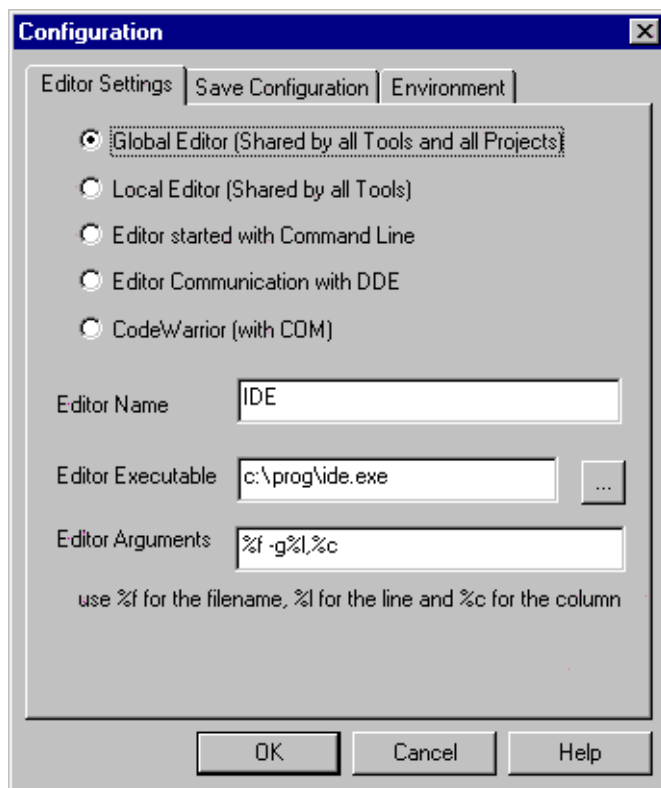 Configuration
Editor Settings Save Configuration Environment
Global Editor (Shared by all Tools and all Projects)
Local Editor (Shared by all Tools)
Editor started with Command Line
Editor Communication with DDE
CodeWarrior (with COM)
Editor Name IDE
Editor Executable c:\prog\ide.exe ...
Editor Arguments %f -g%l,%c
use %f for the filename, %l for the line and %c for the column
OK Cancel Help